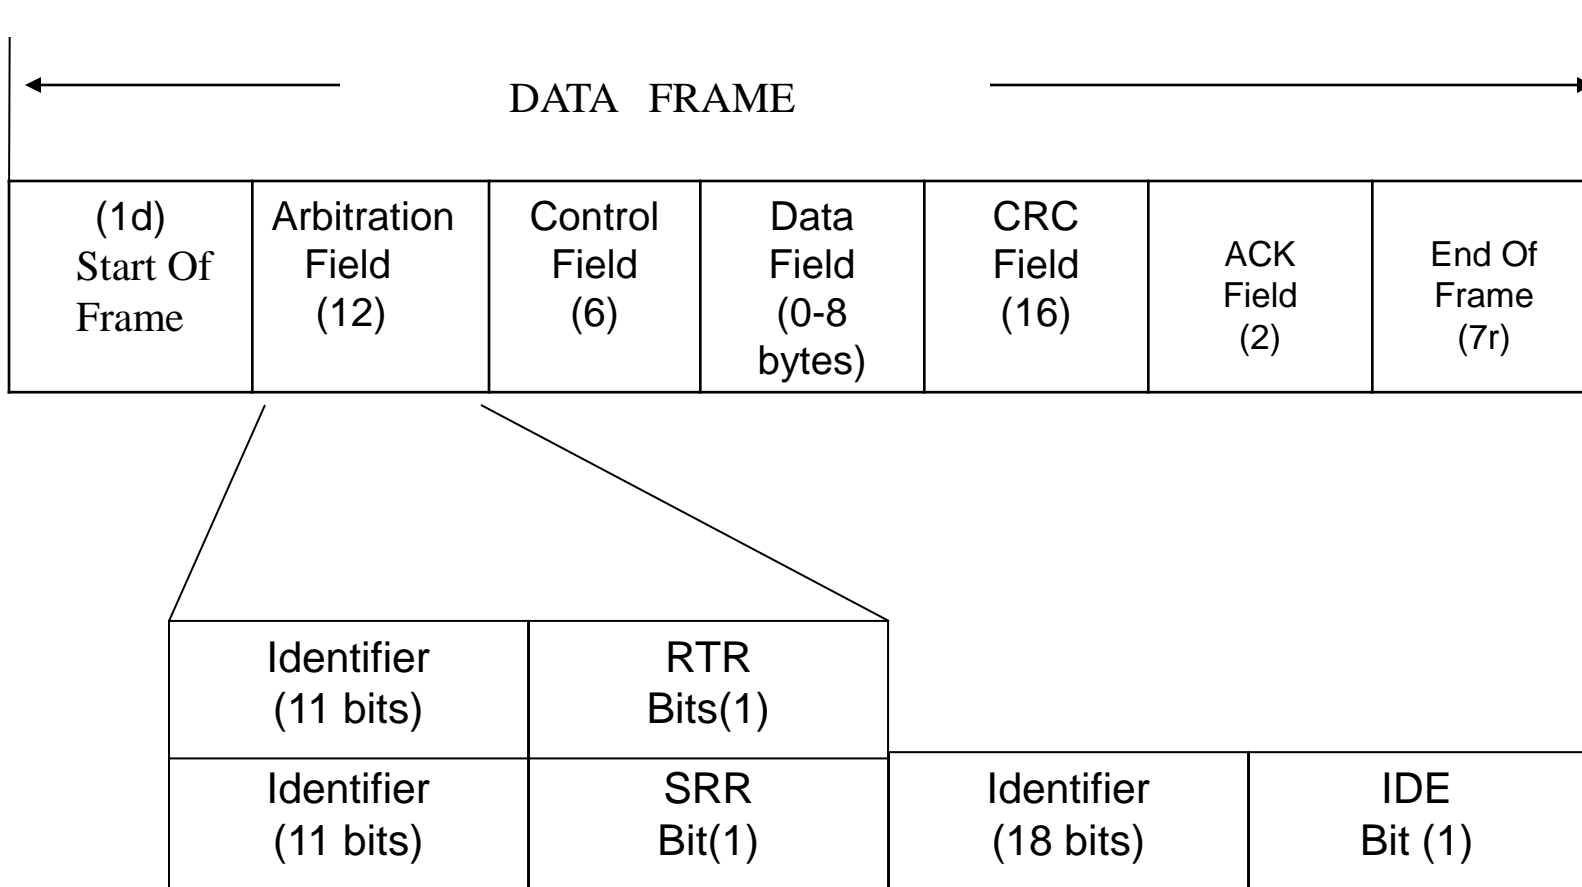 DATA FRAME
(1d)
Start Of
Frame
Arbitration
Field
(12)
Control
Field
(6)
Data
Field
(0-8
bytes)
CRC
Field
(16)
ACK
Field
(2)
End Of
Frame
(7r)
Identifier
(11 bits)
RTR
Bits(1)
Identifier
(11 bits)
SRR
Bit(1)
Identifier
(18 bits)
IDE
Bit (1)